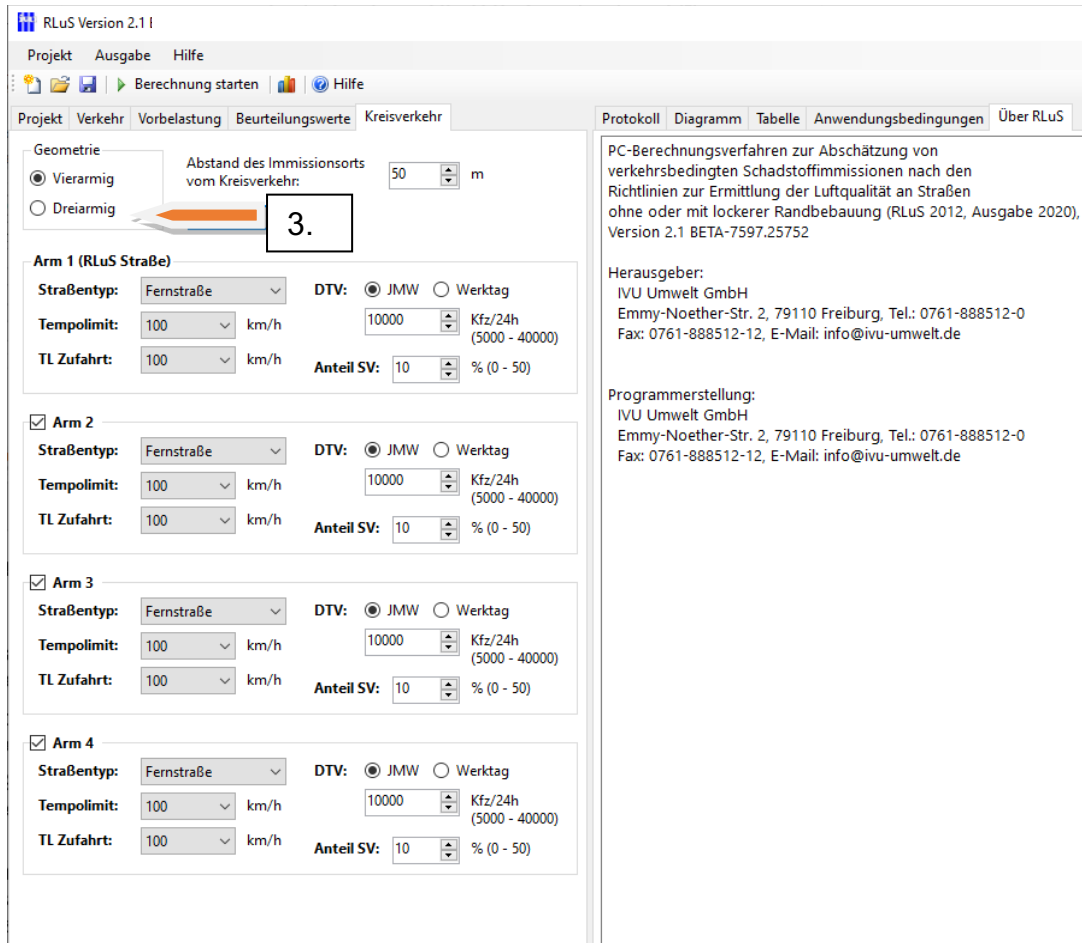 RLuS Version 2.1
Projekt Ausgabe Hilfe
Berechnung starten Hilfe
Projekt Verkehr Vorbelastung Beurteilungswerte Kreisverkehr
Geometrie
Vierarmig
Dreiarmig
Abstand des Immissionsorts
vom Kreisverkehr:
50 m
3.
Arm 1 (RLuS Straße)
Straßentyp: Fernstraße DTV: JMW Werktag
Tempolimit: 100 km/h 10000 Kfz/24h
(5000 - 40000)
TL Zufahrt: 100 km/h Anteil SV: 10 % (0 - 50)
Arm 2
Straßentyp: Fernstraße DTV: JMW Werktag
Tempolimit: 100 km/h 10000 Kfz/24h
(5000 - 40000)
TL Zufahrt: 100 km/h Anteil SV: 10 % (0 - 50)
Arm 3
Straßentyp: Fernstraße DTV: JMW Werktag
Tempolimit: 100 km/h 10000 Kfz/24h
(5000 - 40000)
TL Zufahrt: 100 km/h Anteil SV: 10 % (0 - 50)
Arm 4
Straßentyp: Fernstraße DTV: JMW Werktag
Tempolimit: 100 km/h 10000 Kfz/24h
(5000 - 40000)
TL Zufahrt: 100 km/h Anteil SV: 10 % (0 - 50)
Protokoll Diagramm Tabelle Anwendungsbedingungen Über RLuS
PC-Berechnungsverfahren zur Abschätzung von
verkehrsbedingten Schadstoffimmissionen nach den
Richtlinien zur Ermittlung der Luftqualität an Straßen
ohne oder mit lockerer Randbebauung (RLuS 2012, Ausgabe 2020),
Version 2.1 BETA-7597.25752
Herausgeber:
IVU Umwelt GmbH
Emmy-Noether-Str. 2, 79110 Freiburg, Tel.: 0761-888512-0
Fax: 0761-888512-12, E-Mail: info@ivu-umwelt.de
Programmerstellung:
IVU Umwelt GmbH
Emmy-Noether-Str. 2, 79110 Freiburg, Tel.: 0761-888512-0
Fax: 0761-888512-12, E-Mail: info@ivu-umwelt.de